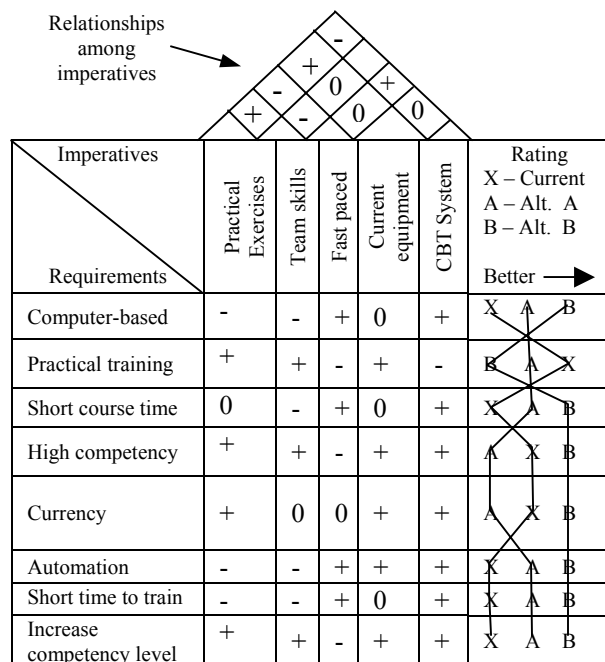 Relationships
among
imperatives
-
+
- 0 +
+ - 0 0
Imperatives
Requirements
Practical
Exercises
Team skills
Fast paced
Current
equipment
CBT System
Rating
X – Current
A – Alt. A
B – Alt. B
Better
Computer-based - - + 0 + X A B
Practical training + + - + - B A X
Short course time 0 - + 0 + X A B
High competency + + - + + A X B
Currency + 0 0 + + A X B
Automation - - + + + X A B
Short time to train - - + 0 + X A B
Increase
competency level + + - + + X A B